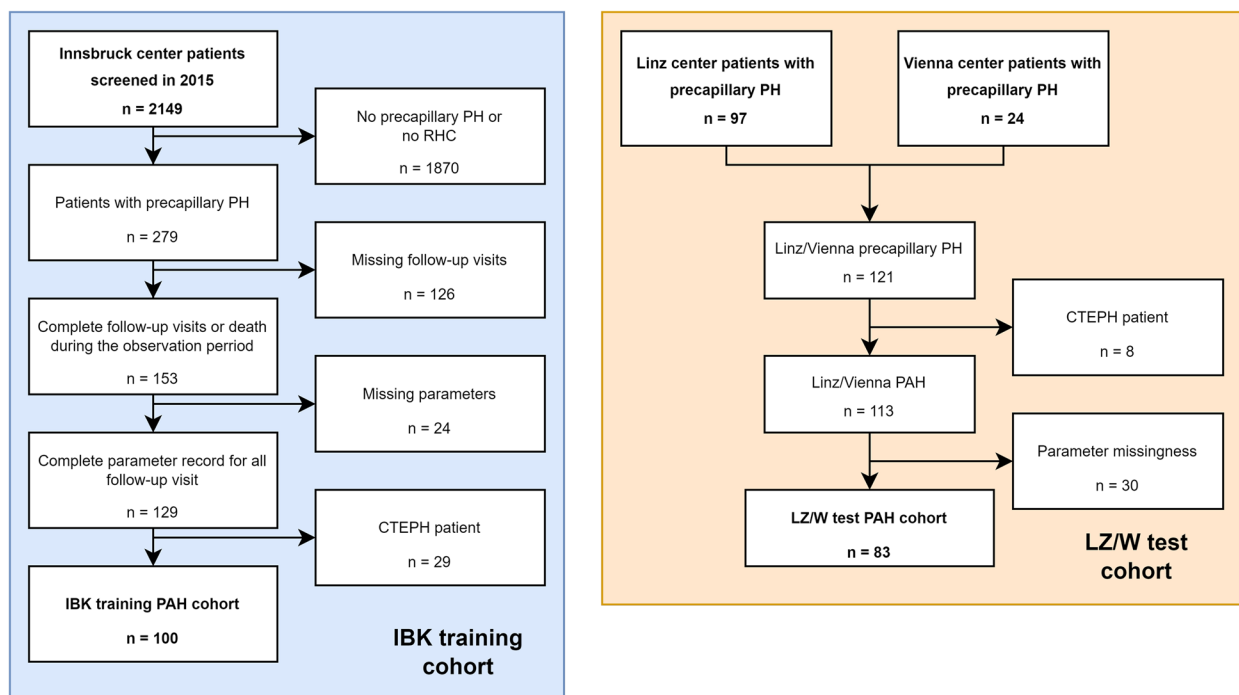 Innsbruck center patients
screened in 2015
n = 2149
No precapillary PH or
no RHC
n = 1870
Patients with precapillary PH
n = 279
Missing follow-up visits
n = 126
Complete follow-up visits or death
during the observation period
n = 153
Missing parameters
n = 24
Complete parameter record for all
follow-up visit
n = 129
CTEPH patient
n = 29
IBK training PAH cohort
n = 100
IBK training
cohort
Linz center patients with
precapillary PH
n = 97
Vienna center patients with
precapillary PH
n = 24
Linz/Vienna precapillary PH
n = 121
CTEPH patient
n = 8
Linz/Vienna PAH
n = 113
Parameter missingness
n = 30
LZ/W test PAH cohort
n = 83
LZ/W test
cohort